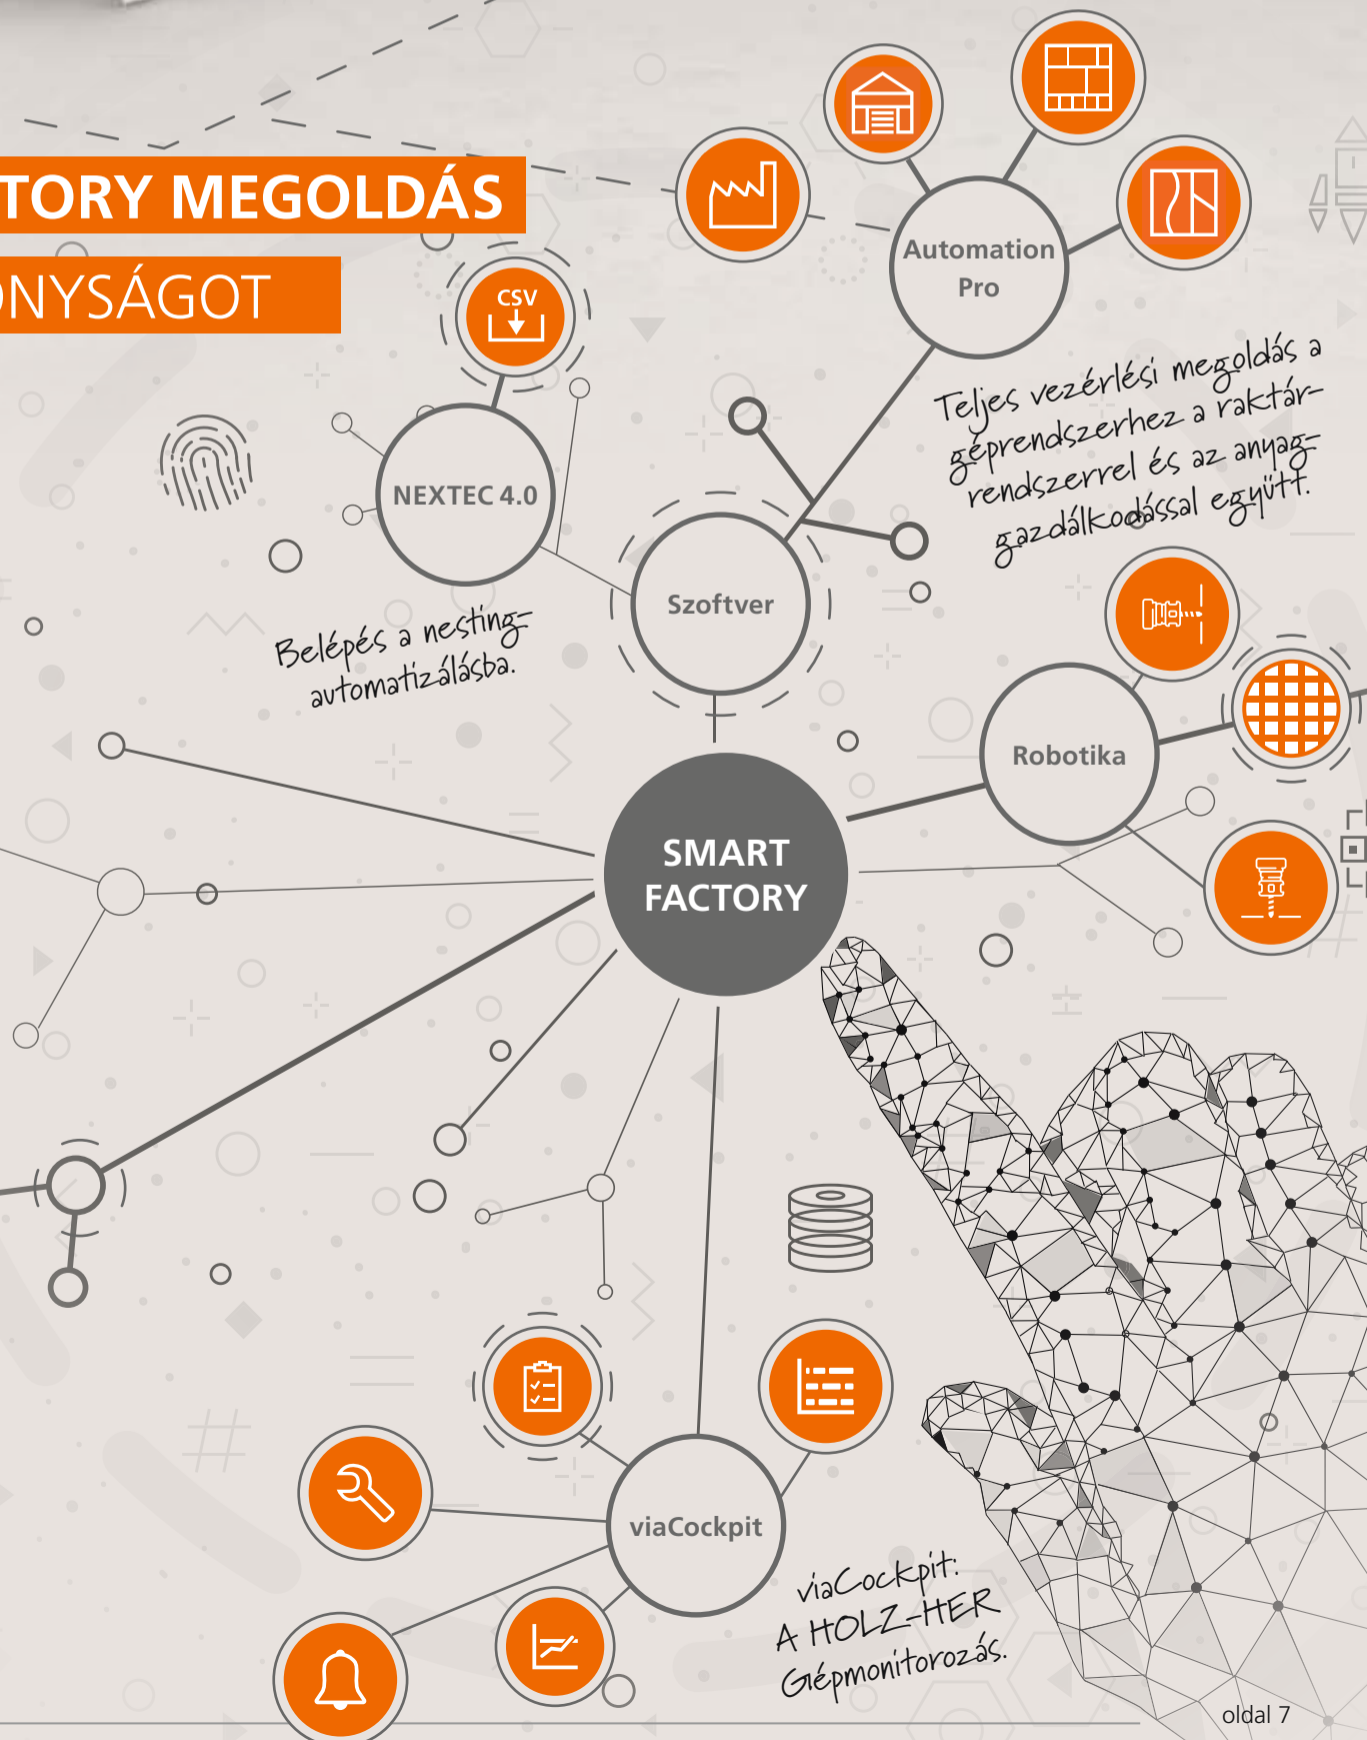 TORY MEGOLDÁS
ONYSÁGOT
CSV
Automation
Pro
Teljes vezérlési megoldás a
géprendszerhez a raktár-
rendszerrel és az anyag-
gazdálkodással együtt.
NEXTEC 4.0
Belépés a nesting-
automatizálásba.
Szoftver
Robotika
SMART
FACTORY
viaCockpit
viaCockpit:
A HOLZ-HER
Gépmonitorozás.
oldal 7